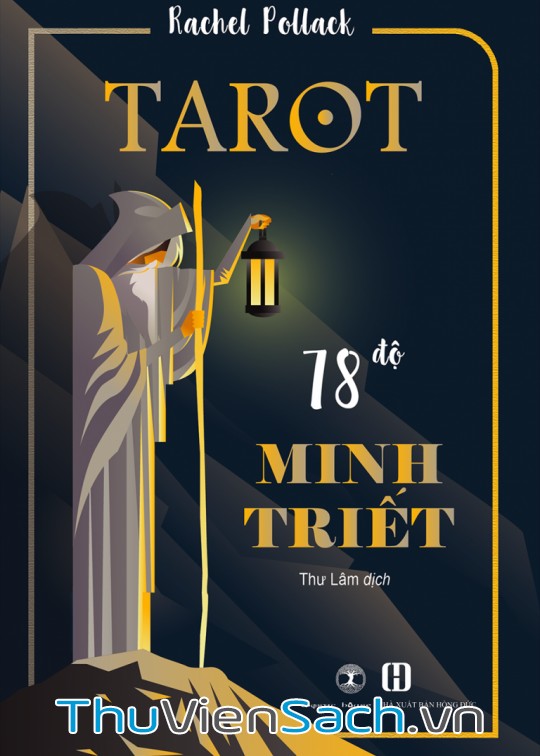 Rachel Pollack
TAROT
78 độ
MINH
TRIẾT
Thư Lâm dịch
NHÀ XUẤT BẢN HỒNG ĐỨC
ThuVienSach.vn